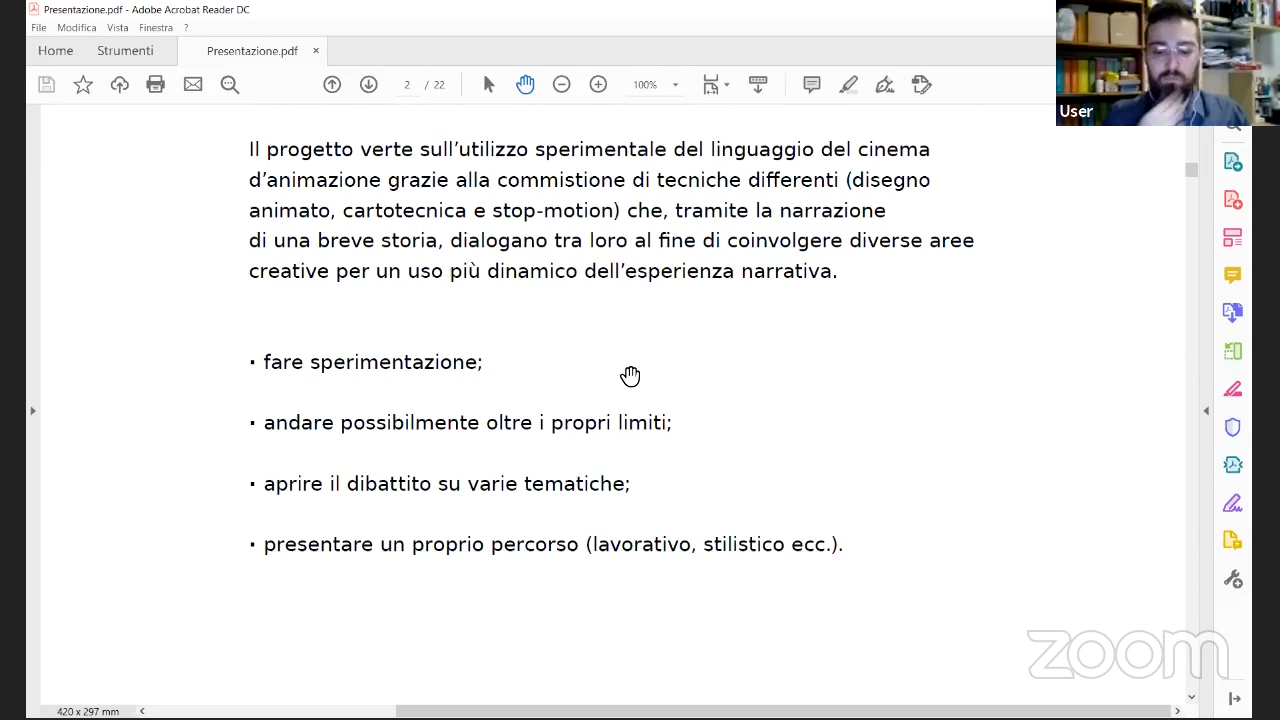 Presentazione.pdf - Adobe Acrobat Reader DC
File Modifica Vista Finestra ?
Home Strumenti Presentazione.pdf ×
2 / 22 100%
User
Il progetto verte sull'utilizzo sperimentale del linguaggio del cinema
d'animazione grazie alla commistione di tecniche differenti (disegno
animato, cartotecnica e stop-motion) che, tramite la narrazione
di una breve storia, dialogano tra loro al fine di coinvolgere diverse aree
creative per un uso più dinamico dell'esperienza narrativa.
· fare sperimentazione;
· andare possibilmente oltre i propri limiti;
· aprire il dibattito su varie tematiche;
· presentare un proprio percorso (lavorativo, stilistico ecc.).
zoom
420 x 297 mm